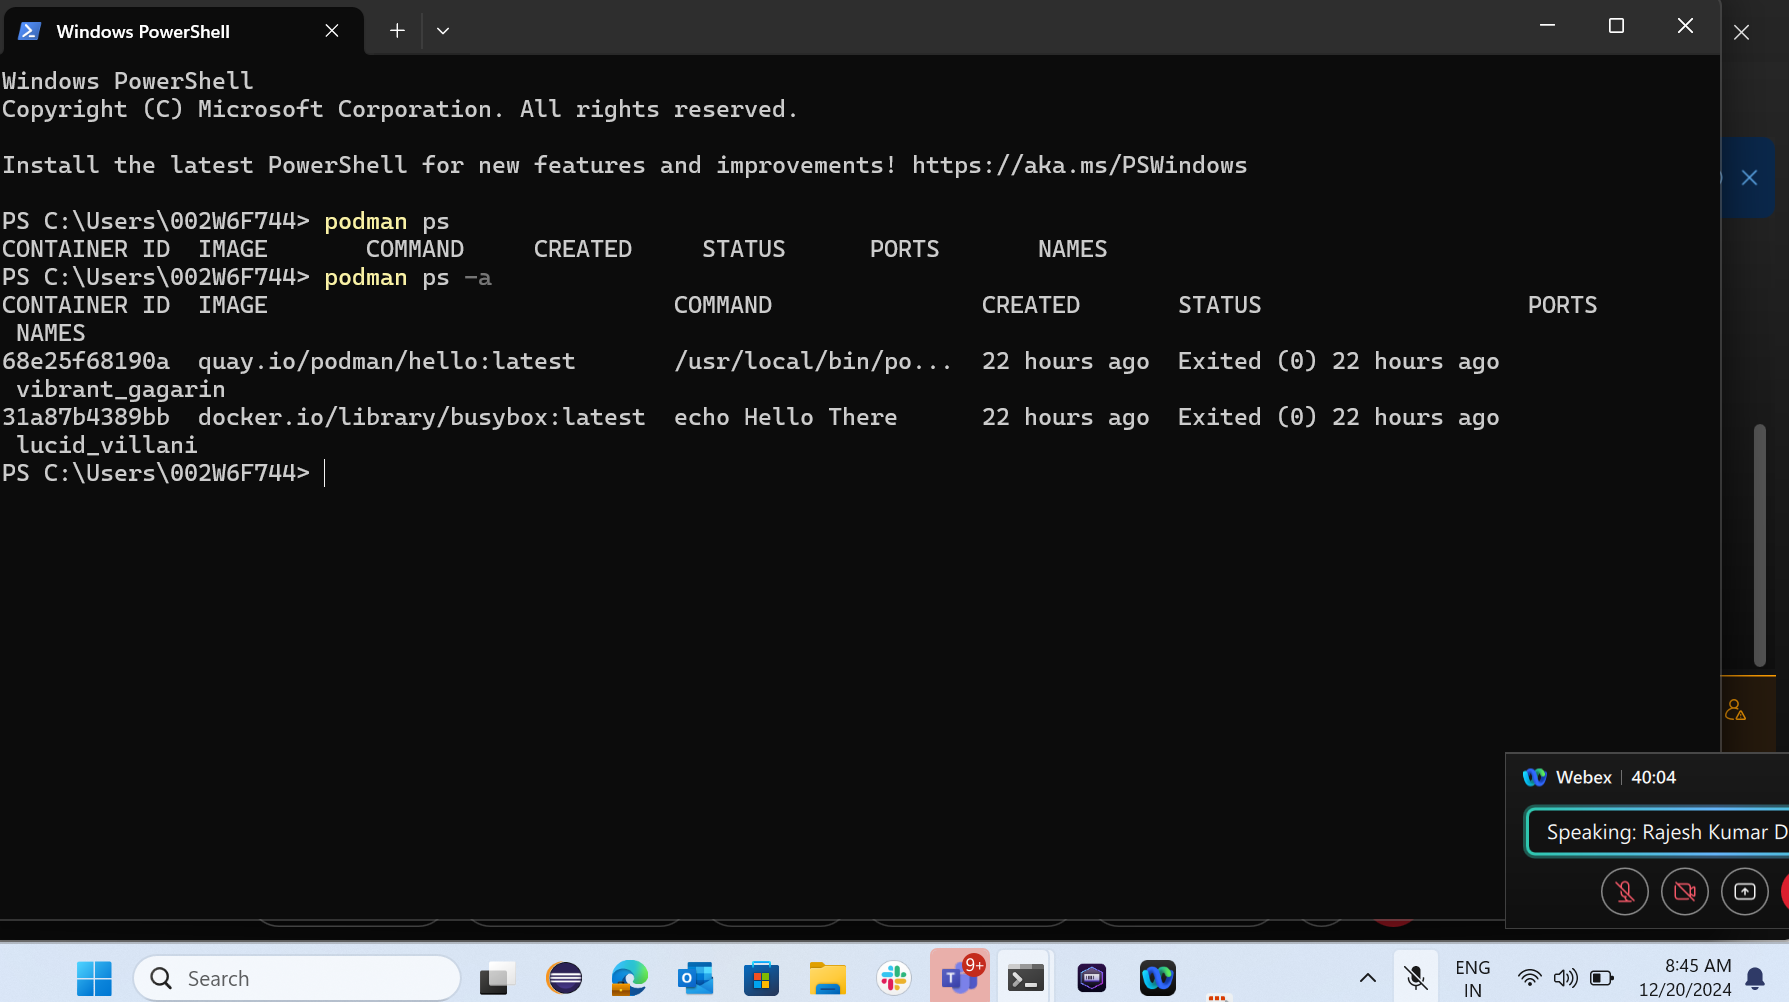 Windows PowerShell
Windows PowerShell
Copyright (C) Microsoft Corporation. All rights reserved.
Install the latest PowerShell for new features and improvements! https://aka.ms/PSWindows
PS C:\Users\002W6F744> podman ps
CONTAINER ID  IMAGE       COMMAND     CREATED     STATUS      PORTS       NAMES
PS C:\Users\002W6F744> podman ps -a
CONTAINER ID  IMAGE                             COMMAND               CREATED       STATUS                   PORTS
 NAMES
68e25f68190a  quay.io/podman/hello:latest       /usr/local/bin/po...  22 hours ago  Exited (0) 22 hours ago
 vibrant_gagarin
31a87b4389bb  docker.io/library/busybox:latest  echo Hello There      22 hours ago  Exited (0) 22 hours ago
 lucid_villani
PS C:\Users\002W6F744>
Webex | 40:04
Speaking: Rajesh Kumar D
Search
9+
ENG
IN
8:45 AM
12/20/2024